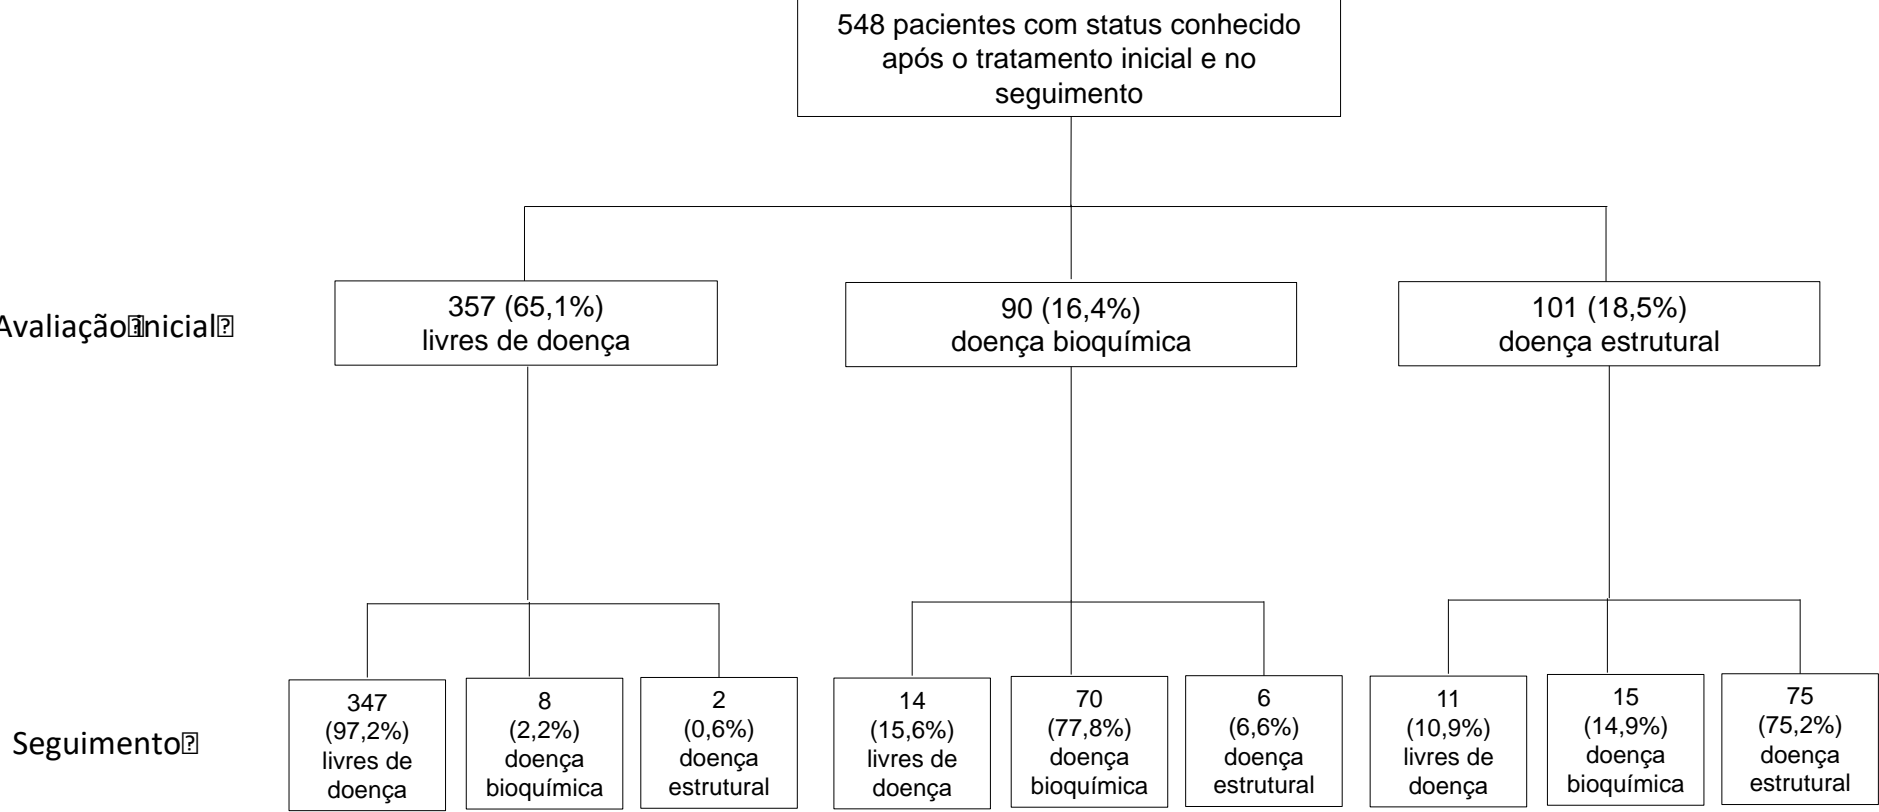 548 pacientes com status conhecido
após o tratamento inicial e no
seguimento
Avaliação inicial
357 (65,1%)
livres de doença
90 (16,4%)
doença bioquímica
101 (18,5%)
doença estrutural
Seguimento
347
(97,2%)
livres de
doença
8
(2,2%)
doença
bioquímica
2
(0,6%)
doença
estrutural
14
(15,6%)
livres de
doença
70
(77,8%)
doença
bioquímica
6
(6,6%)
doença
estrutural
11
(10,9%)
livres de
doença
15
(14,9%)
doença
bioquímica
75
(75,2%)
doença
estrutural